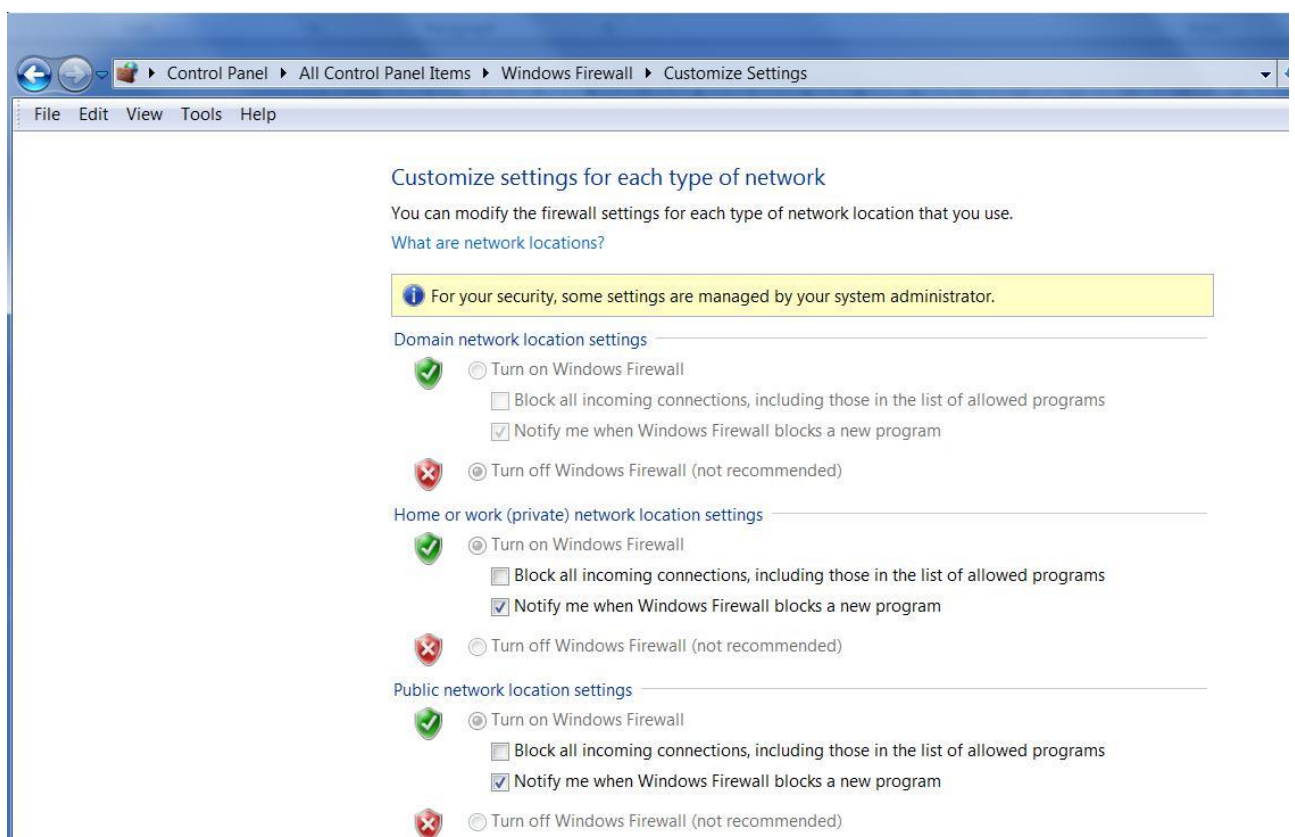 Control Panel All Control Panel Items Windows Firewall Customize Settings
File Edit View Tools Help
Customize settings for each type of network
You can modify the firewall settings for each type of network location that you use.
What are network locations?
For your security, some settings are managed by your system administrator.
Domain network location settings
Turn on Windows Firewall
Block all incoming connections, including those in the list of allowed programs
Notify me when Windows Firewall blocks a new program
Turn off Windows Firewall (not recommended)
Home or work (private) network location settings
Turn on Windows Firewall
Block all incoming connections, including those in the list of allowed programs
Notify me when Windows Firewall blocks a new program
Turn off Windows Firewall (not recommended)
Public network location settings
Turn on Windows Firewall
Block all incoming connections, including those in the list of allowed programs
Notify me when Windows Firewall blocks a new program
Turn off Windows Firewall (not recommended)